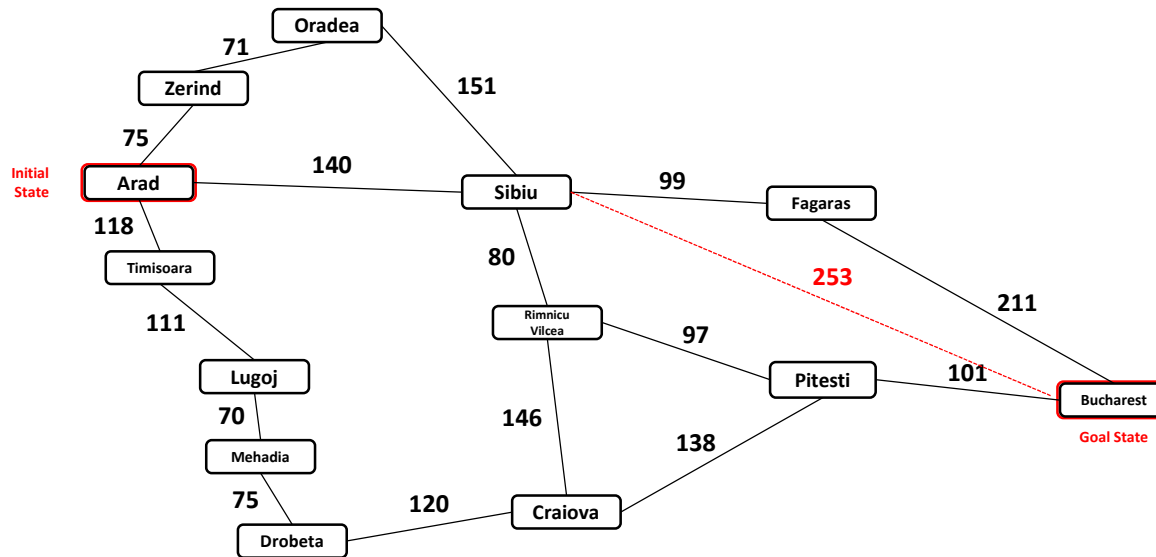 Oradea
71
Zerind
151
75
Initial
State
Arad
140
Sibiu
99
Fagaras
118
Timisoara
80
253
111
Rimnicu
Vilcea
97
211
Lugoj
Pitesti
101
Bucharest
70
146
138
Goal State
Mehadia
75
120
Craiova
Drobeta